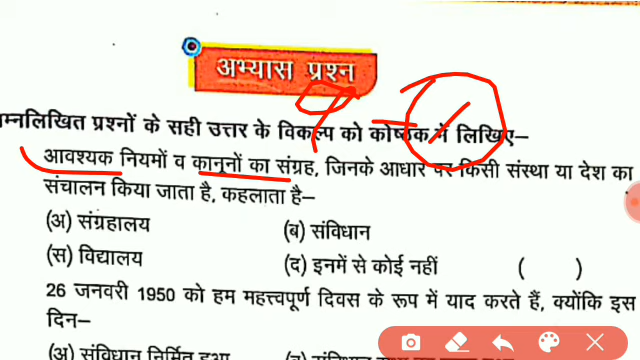 अभ्यास प्रश्न
म्नलिखित प्रश्नों के सही उत्तर के विकल्प को कोष्ठक में लिखिए–
आवश्यक नियमों व कानूनों का संग्रह, जिनके आधार पर किसी संस्था या देश का
संचालन किया जाता है, कहलाता है–
(अ) संग्रहालय (ब) संविधान
(स) विद्यालय (द) इनमें से कोई नहीं ( )
26 जनवरी 1950 को हम महत्त्वपूर्ण दिवस के रूप में याद करते हैं, क्योंकि इस
दिन–
(अ) संविधान निर्मित हुआ